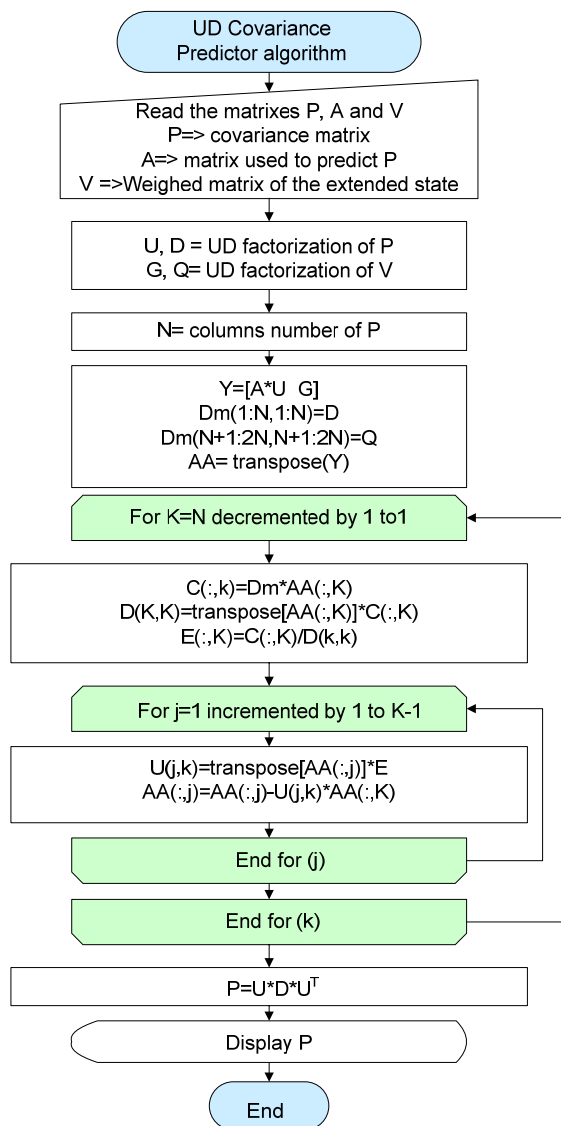 UD Covariance
Predictor algorithm
Read the matrixes P, A and V
P=> covariance matrix
A=> matrix used to predict P
V =>Weighed matrix of the extended state
U, D = UD factorization of P
G, Q= UD factorization of V
N= columns number of P
Y=[A*U G]
Dm(1:N,1:N)=D
Dm(N+1:2N,N+1:2N)=Q
AA= transpose(Y)
For K=N decremented by 1 to1
C(:,k)=Dm*AA(:,K)
D(K,K)=transpose[AA(:,K)]*C(:,K)
E(:,K)=C(:,K)/D(k,k)
For j=1 incremented by 1 to K-1
U(j,k)=transpose[AA(:,j)]*E
AA(:,j)=AA(:,j)-U(j,k)*AA(:,K)
End for (j)
End for (k)
P=U*D*Uᵀ
Display P
End